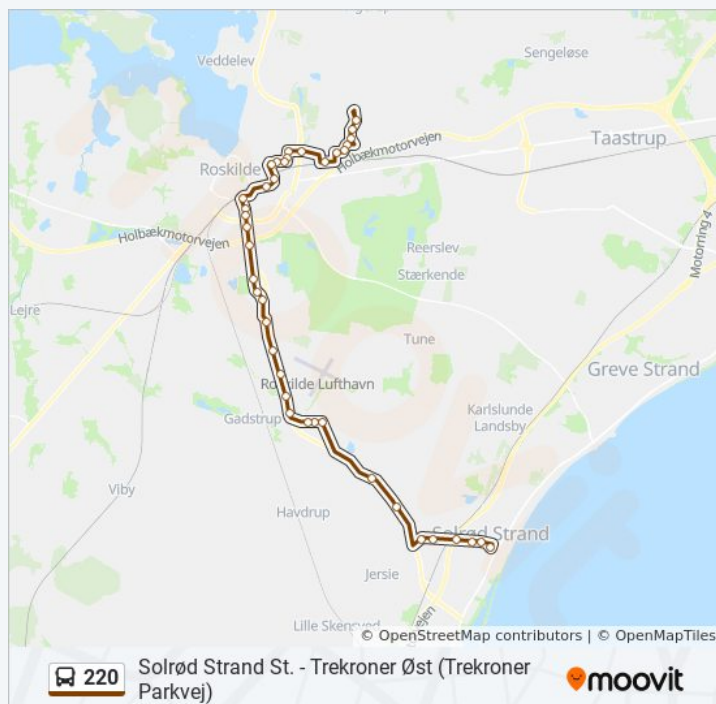 Sengeløse
Veddelev
Taastrup
Holbækmotorvejen
Roskilde
Holbækmotorvejen
Motorring 4
Reerslev
Stærkende
Lejre
Tune
Greve Strand
Roskilde Lufthavn
Karlslunde
Landsby
Gadstrup
Viby
Havdrup
Solrød Strand
Jersie
Lille Skensved
© OpenStreetMap contributors | © OpenMapTiles
220
Solrød Strand St. - Trekroner Øst (Trekroner
Parkvej)
moovit